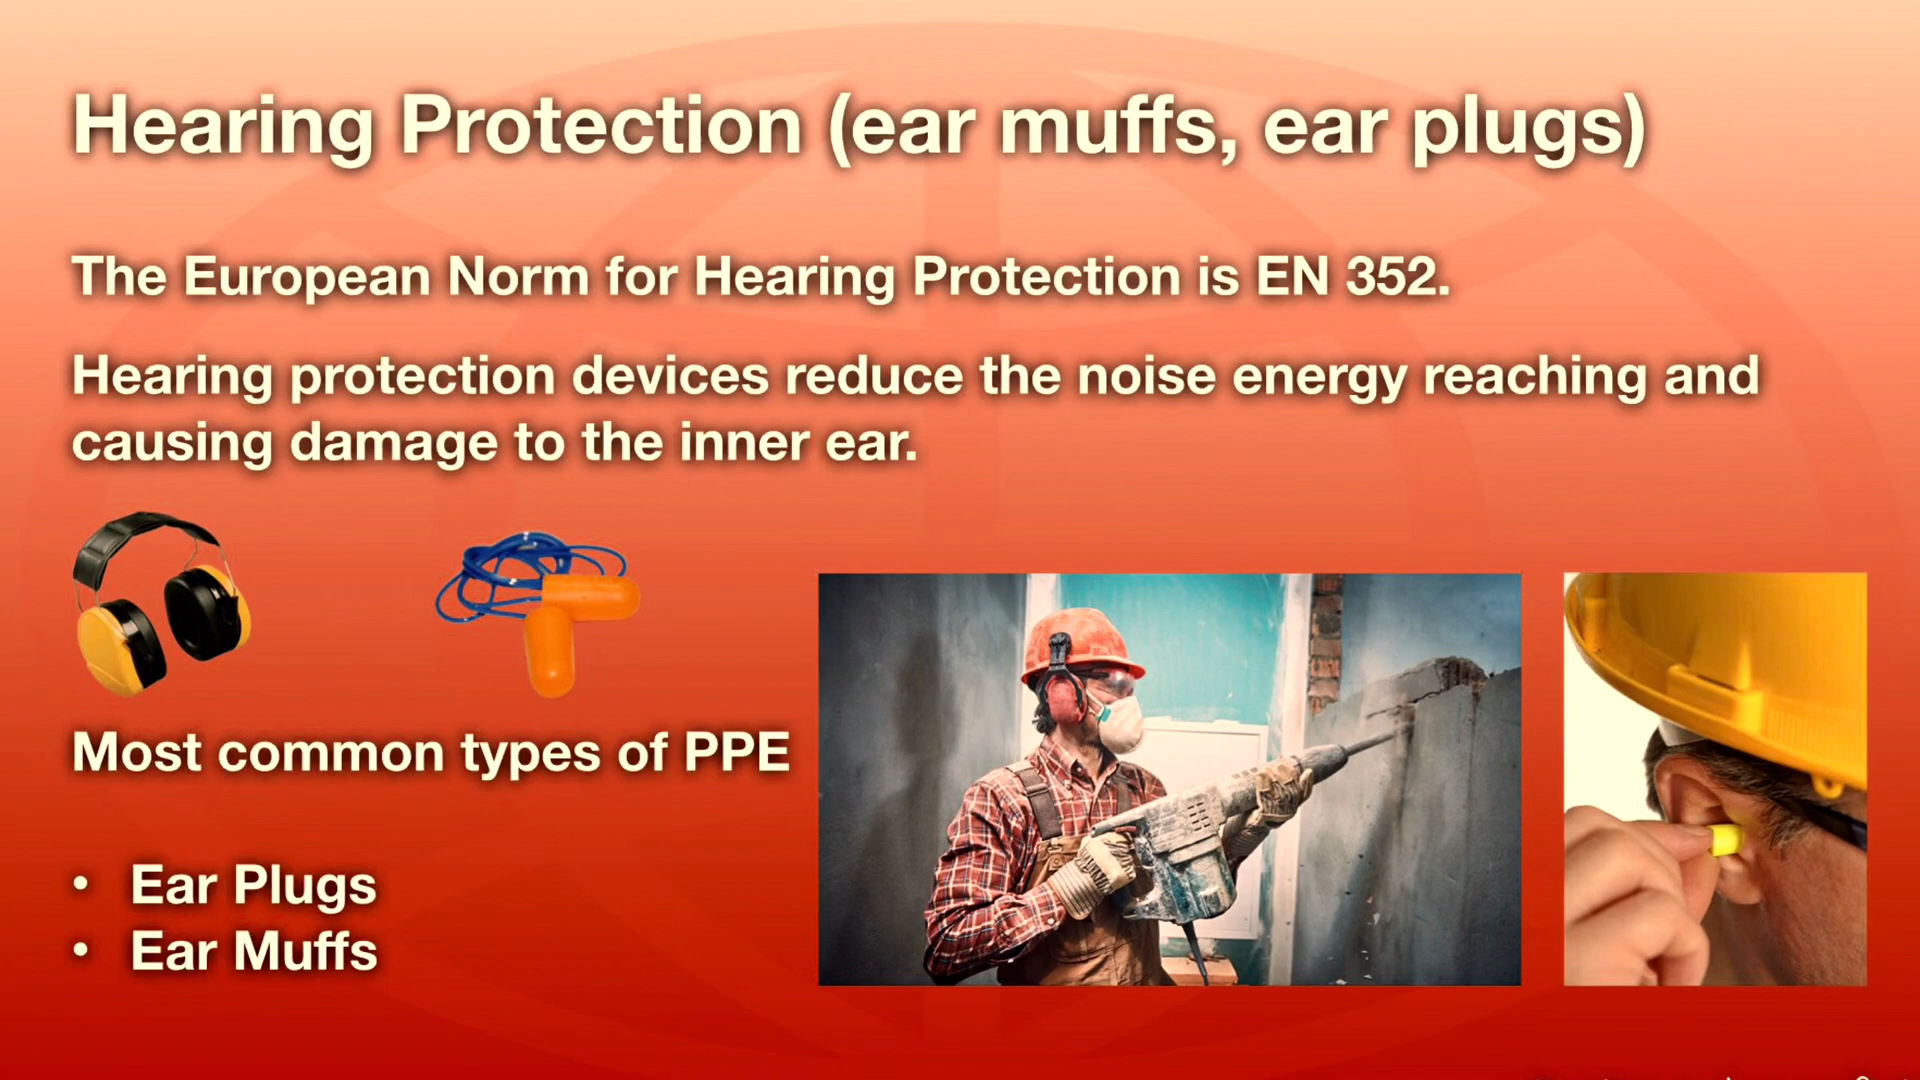 Hearing Protection (ear muffs, ear plugs)
The European Norm for Hearing Protection is EN 352.
Hearing protection devices reduce the noise energy reaching and
causing damage to the inner ear.
Most common types of PPE
• Ear Plugs
• Ear Muffs